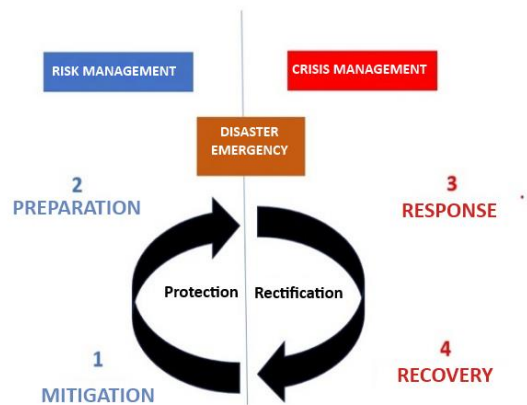 RISK MANAGEMENT
CRISIS MANAGEMENT
DISASTER
EMERGENCY
2
PREPARATION
3
RESPONSE
Protection
Rectification
1
MITIGATION
4
RECOVERY